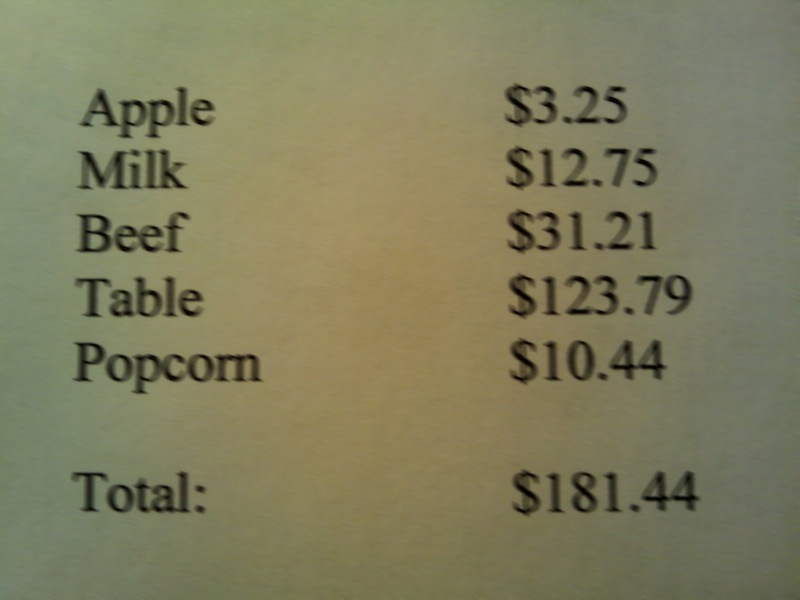 Apple $3.25
Milk $12.75
Beef $31.21
Table $123.79
Popcorn $10.44
Total: $181.44